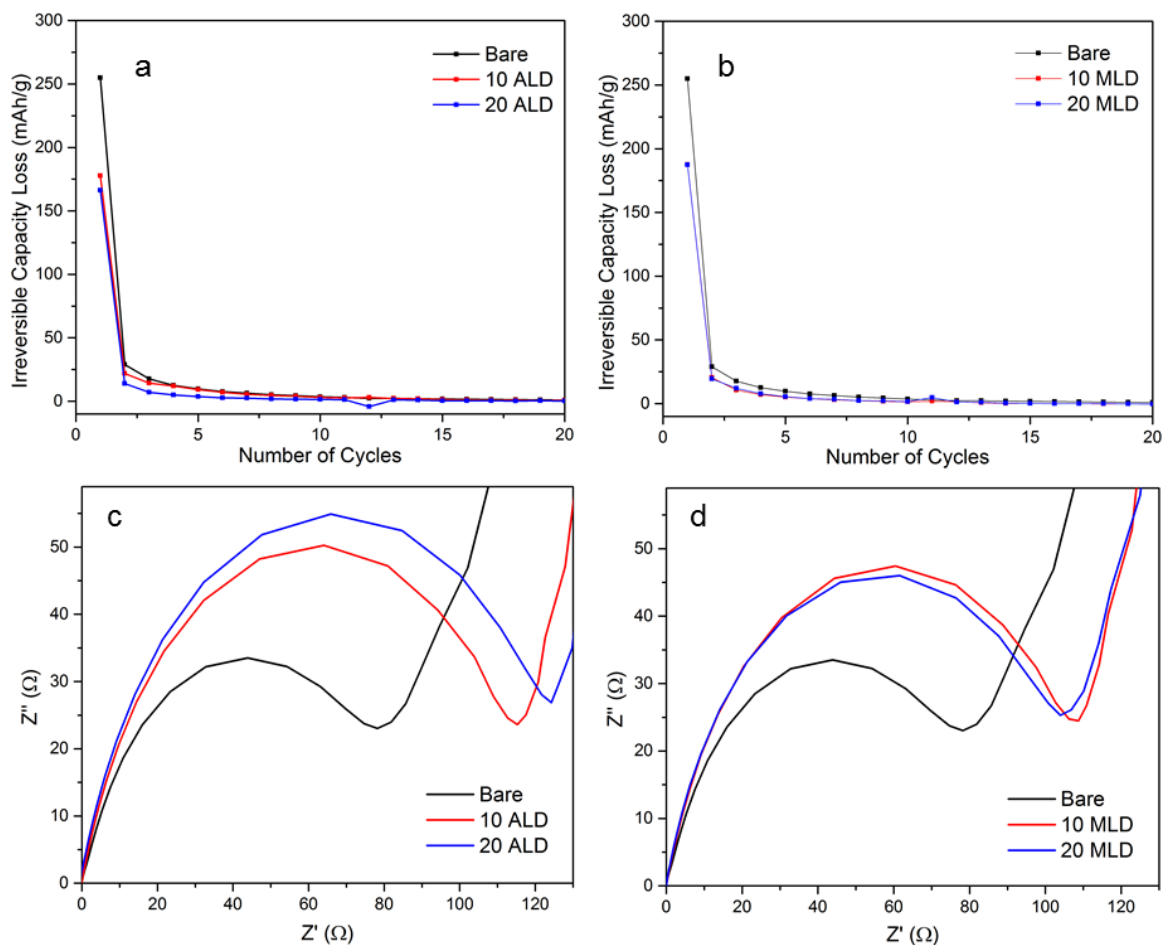 a
Bare
10 ALD
20 ALD
Irreversible Capacity Loss (mAh/g)
300
250
200
150
100
50
0
0 5 10 15 20
Number of Cycles
b
Bare
10 MLD
20 MLD
Irreversible Capacity Loss (mAh/g)
300
250
200
150
100
50
0
0 5 10 15 20
Number of Cycles
c
Bare
10 ALD
20 ALD
Z'' (Ω)
50
40
30
20
10
0
0 20 40 60 80 100 120
Z' (Ω)
d
Bare
10 MLD
20 MLD
Z'' (Ω)
50
40
30
20
10
0
0 20 40 60 80 100 120
Z' (Ω)